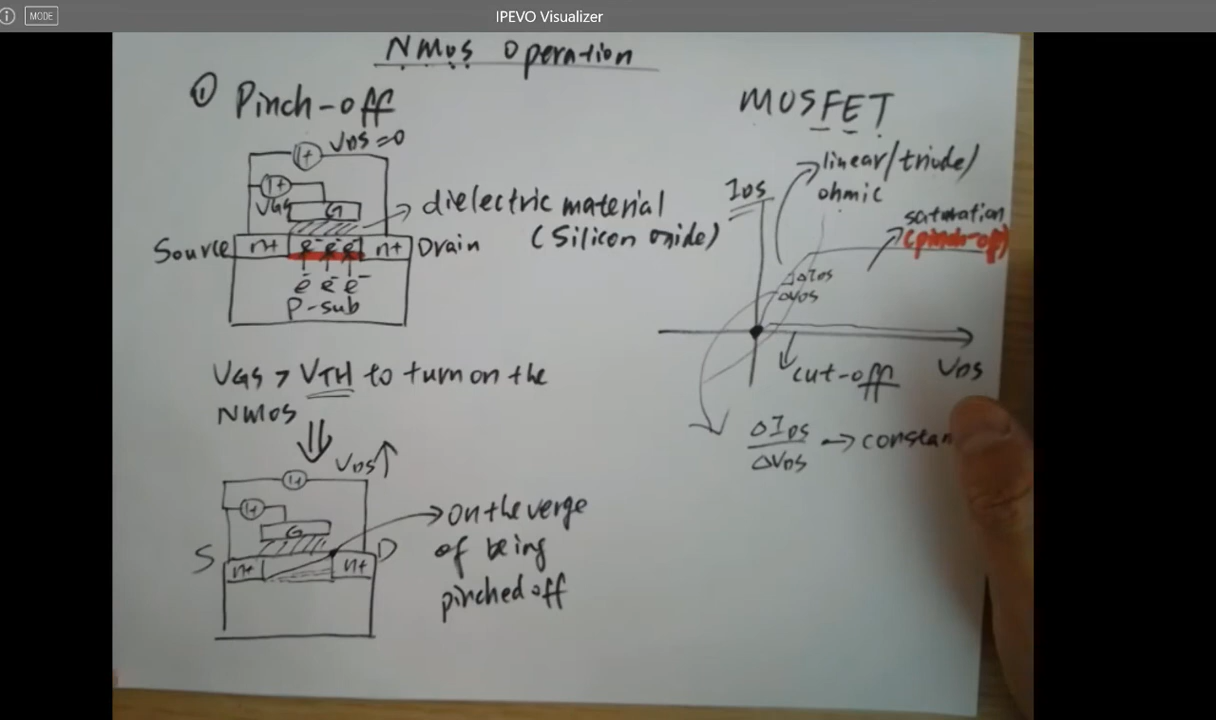 MODE
IPEVO Visualizer
NMOS Operation
① Pinch-off
VDS=0
VGS
G
dielectric material
(Silicon oxide)
Source n+ e⁻ e⁻ e⁻ n+ Drain
e⁻ e⁻ e⁻
P-sub
VGS > VTH to turn on the
NMOS
VDS↑
G
S n+ n+ D
on the verge
of being
pinched off
MOSFET
linear/triode/
ohmic
IDS
saturation
(pinch-off)
ΔIDS
ΔVDS
VDS
cut-off
ΔIDS
ΔVDS → constan